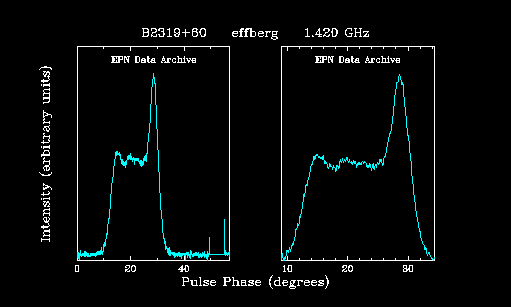 B2319+60 effberg 1.420 GHz
EPN Data Archive EPN Data Archive
Intensity (arbitrary units)
0 20 40 10 20 30
Pulse Phase (degrees)